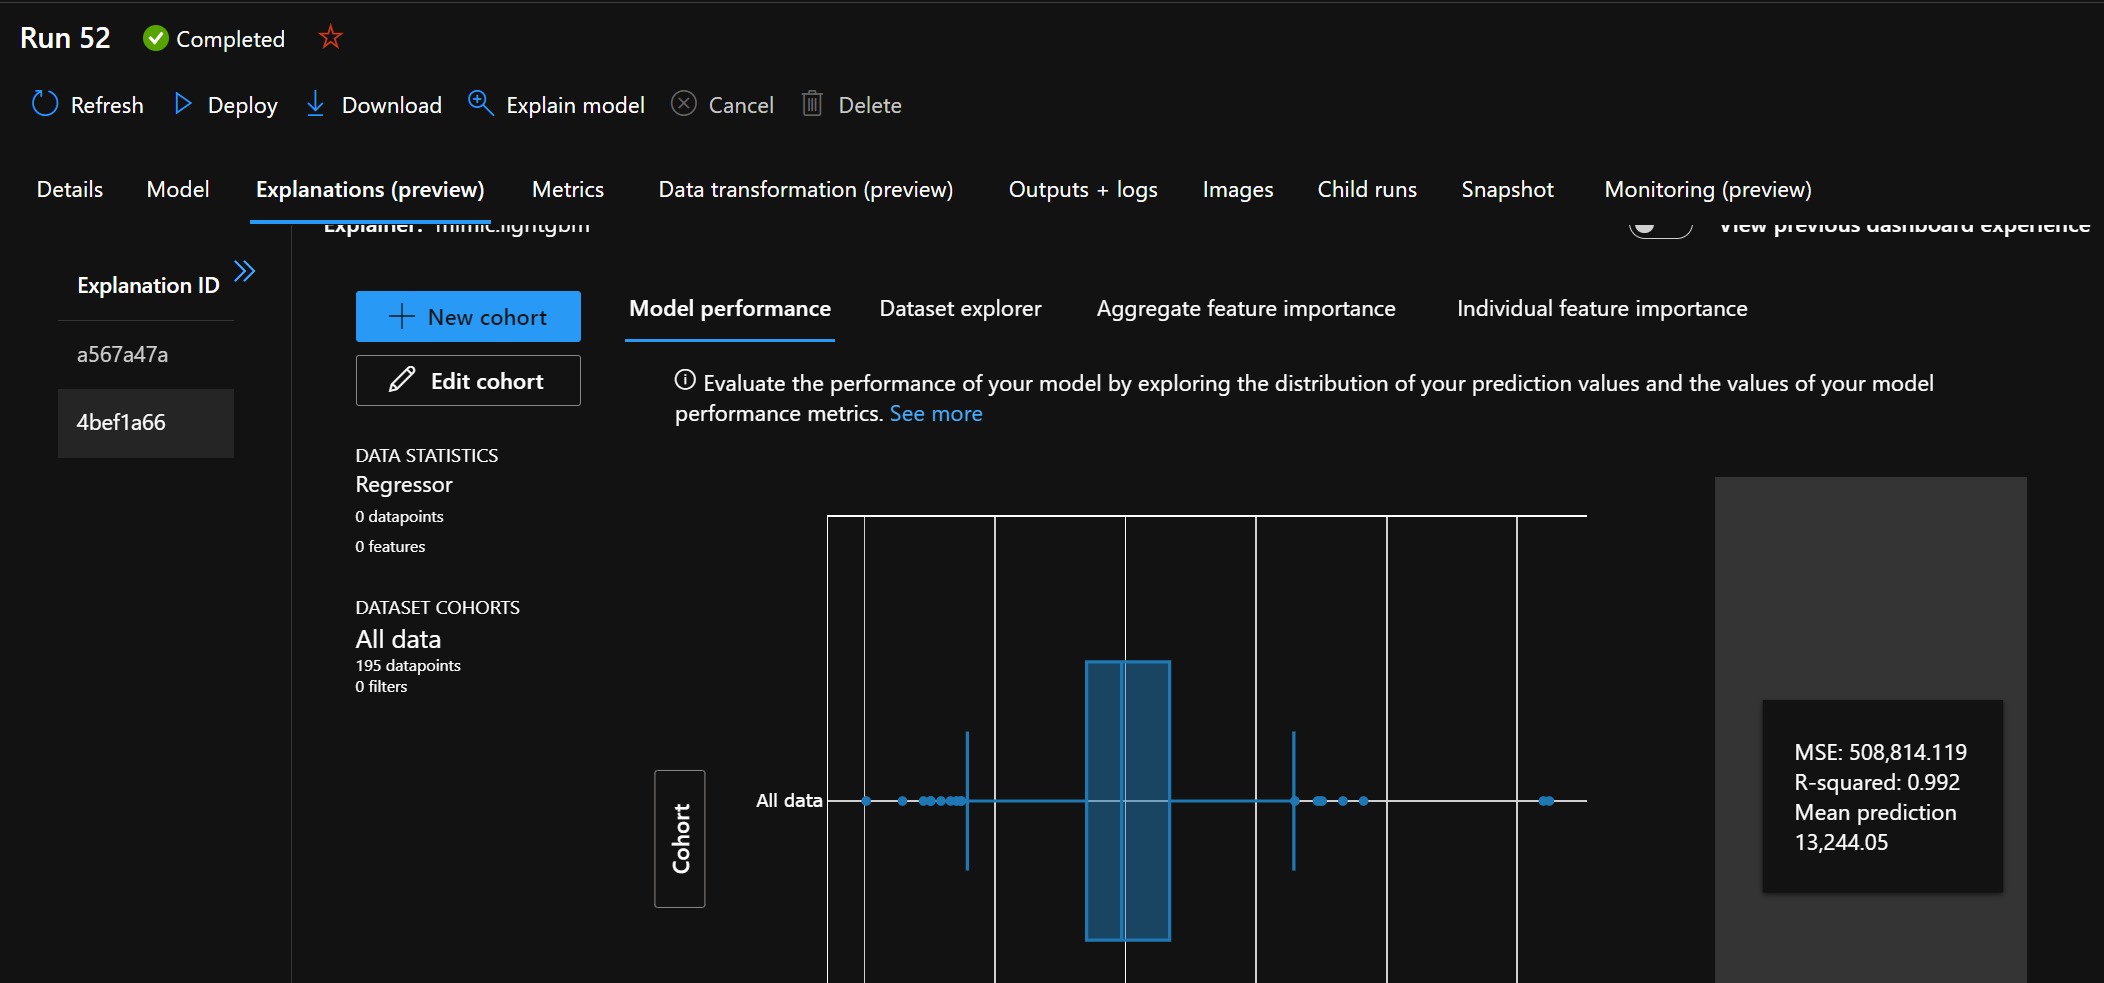 Run 52
Completed
Refresh
Deploy
Download
Explain model
Cancel
Delete
Details
Model
Explanations (preview)
Metrics
Data transformation (preview)
Outputs + logs
Images
Child runs
Snapshot
Monitoring (preview)
Explainer: mimic.lightgbm
View previous dashboard experience
Explanation ID
a567a47a
4bef1a66
New cohort
Edit cohort
DATA STATISTICS
Regressor
0 datapoints
0 features
DATASET COHORTS
All data
195 datapoints
0 filters
Model performance
Dataset explorer
Aggregate feature importance
Individual feature importance
Evaluate the performance of your model by exploring the distribution of your prediction values and the values of your model
performance metrics. See more
Cohort
All data
MSE: 508,814.119
R-squared: 0.992
Mean prediction
13,244.05